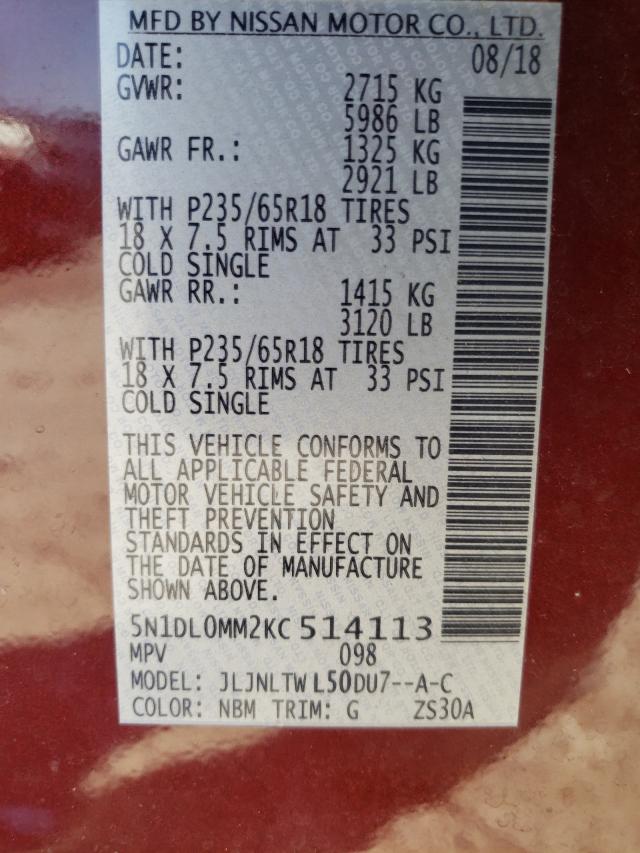 MFD BY NISSAN MOTOR CO., LTD.
DATE: 08/18
GVWR: 2715 KG
5986 LB
GAWR FR.: 1325 KG
2921 LB
WITH P235/65R18 TIRES
18 X 7.5 RIMS AT 33 PSI
COLD SINGLE
GAWR RR.: 1415 KG
3120 LB
WITH P235/65R18 TIRES
18 X 7.5 RIMS AT 33 PSI
COLD SINGLE
THIS VEHICLE CONFORMS TO
ALL APPLICABLE FEDERAL
MOTOR VEHICLE SAFETY AND
THEFT PREVENTION
STANDARDS IN EFFECT ON
THE DATE OF MANUFACTURE
SHOWN ABOVE.
5N1DL0MM2KC514113
MPV 098
MODEL: JLJNLTWL50DU7--A-C
COLOR: NBM TRIM: G ZS30A